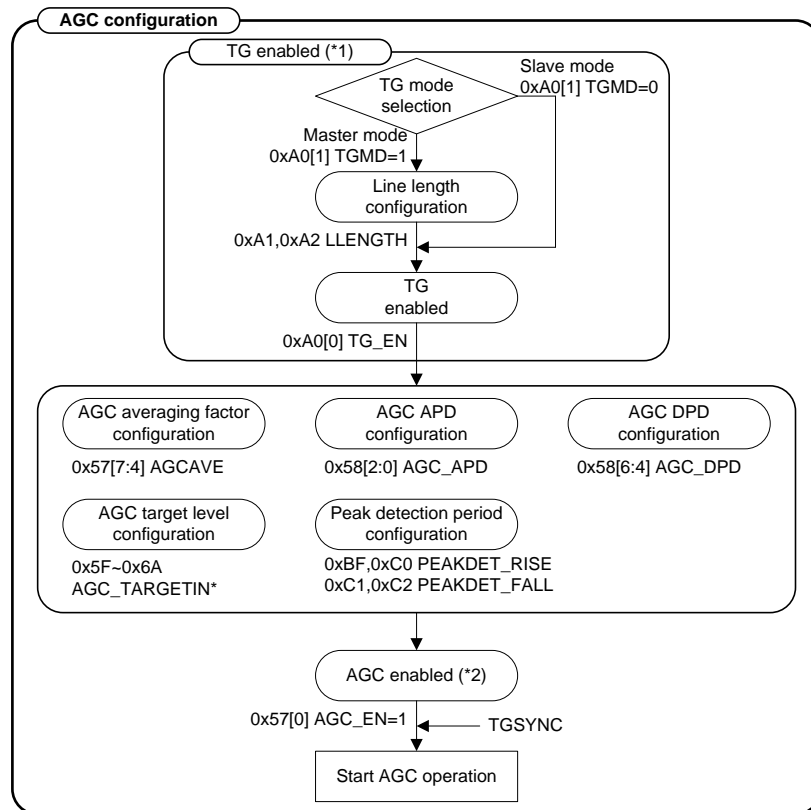 AGC configuration
TG enabled (*1)
TG mode
selection
Slave mode
0xA0[1] TGMD=0
Master mode
0xA0[1] TGMD=1
Line length
configuration
0xA1,0xA2 LLENGTH
TG
enabled
0xA0[0] TG_EN
AGC averaging factor
configuration
0x57[7:4] AGCAVE
AGC APD
configuration
0x58[2:0] AGC_APD
AGC DPD
configuration
0x58[6:4] AGC_DPD
AGC target level
configuration
0x5F~0x6A
AGC_TARGETIN*
Peak detection period
configuration
0xBF,0xC0 PEAKDET_RISE
0xC1,0xC2 PEAKDET_FALL
AGC enabled (*2)
0x57[0] AGC_EN=1
TGSYNC
Start AGC operation